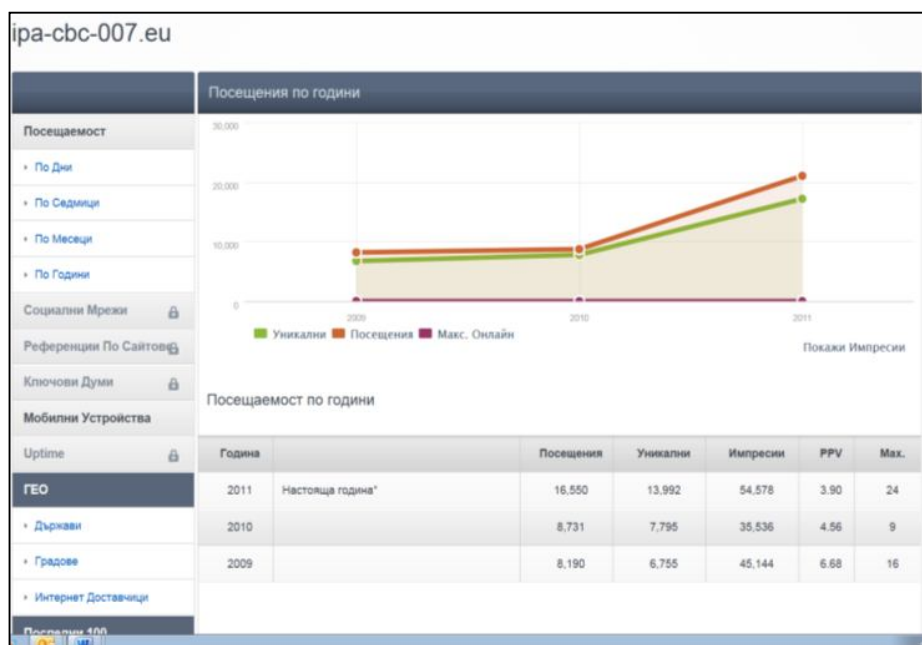 ipa-cbc-007.eu
Посещения по години
Посещаемост
По Дни
По Седмици
По Месеци
По Години
Социални Мрежи
Референции По Сайтове
Ключови Думи
Мобилни Устройства
Uptime
ГЕО
Държави
Градове
Интернет Доставчици
Последни 100
30,000
20,000
10,000
0
2009 2010 2011
Уникални Посещения Макс. Онлайн
Покажи Импресии
Посещаемост по години
Година Посещения Уникални Импресии PPV Max.
2011 Настояща година* 16,550 13,992 54,578 3.90 24
2010 8,731 7,795 35,536 4.56 9
2009 8,190 6,755 45,144 6.68 16